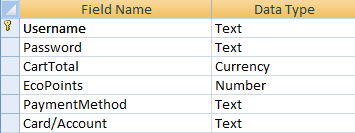 Field Name Data Type
Username Text
Password Text
CartTotal Currency
EcoPoints Number
PaymentMethod Text
Card/Account Text